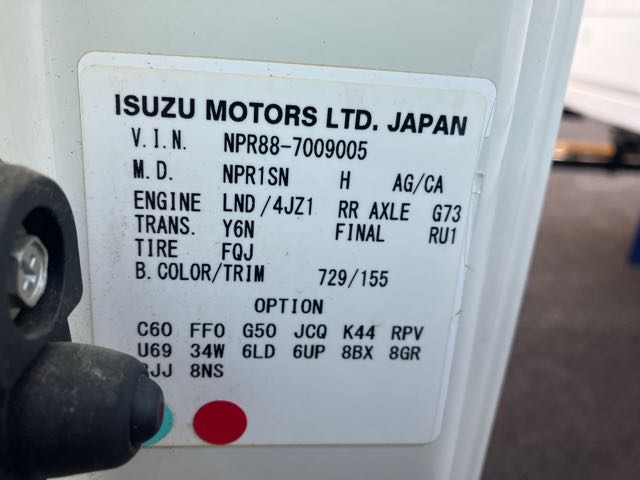 ISUZU MOTORS LTD. JAPAN
V.I.N. NPR88-7009005
M.D. NPR1SN H AG/CA
ENGINE LND/4JZ1 RR AXLE G73
TRANS. Y6N FINAL RU1
TIRE FQJ
B.COLOR/TRIM 729/155
OPTION
C60 FF0 G50 JCQ K44 RPV
U69 34W 6LD 6UP 8BX 8GR
8NS